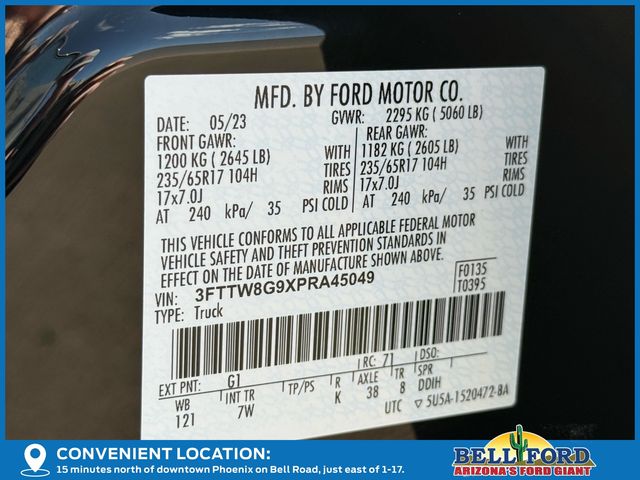 MFD. BY FORD MOTOR CO.
DATE: 05/23 GVWR: 2295 KG ( 5060 LB)
FRONT GAWR: REAR GAWR:
1200 KG ( 2645 LB) WITH 1182 KG ( 2605 LB) WITH
235/65R17 104H TIRES 235/65R17 104H TIRES
17x7.0J RIMS 17x7.0J RIMS
AT 240 kPa/ 35 PSI COLD AT 240 kPa/ 35 PSI COLD
THIS VEHICLE CONFORMS TO ALL APPLICABLE FEDERAL MOTOR
VEHICLE SAFETY AND THEFT PREVENTION STANDARDS IN
EFFECT ON THE DATE OF MANUFACTURE SHOWN ABOVE.
VIN: 3FTTW8G9XPRA45049 F0135
TYPE: Truck T0395
EXT PNT: G1 RC: 71 DSO:
WB INT TR TP/PS R AXLE TR SPR
121 7W K 38 8 DDIH
UTC ▽ 5U5A-1520472-BA
CONVENIENT LOCATION:
15 minutes north of downtown Phoenix on Bell Road, just east of 1-17.
BELL FORD
ARIZONA'S FORD GIANT